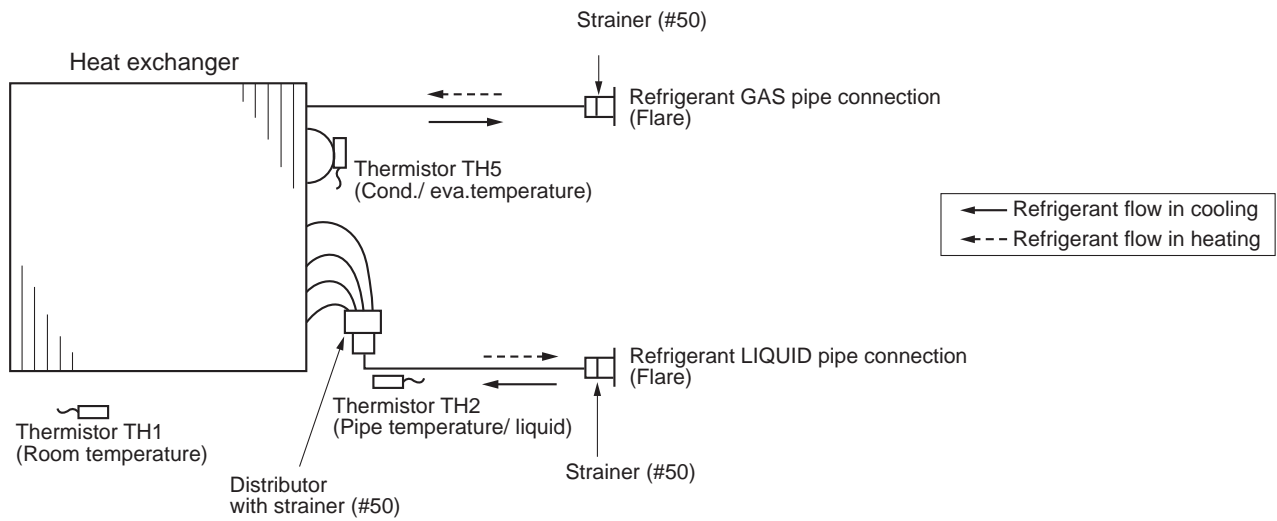 Strainer (#50)
Heat exchanger
Refrigerant GAS pipe connection
(Flare)
Thermistor TH5
(Cond./ eva.temperature)
Refrigerant flow in cooling
Refrigerant flow in heating
Refrigerant LIQUID pipe connection
(Flare)
Thermistor TH2
(Pipe temperature/ liquid)
Thermistor TH1
(Room temperature)
Strainer (#50)
Distributor
with strainer (#50)